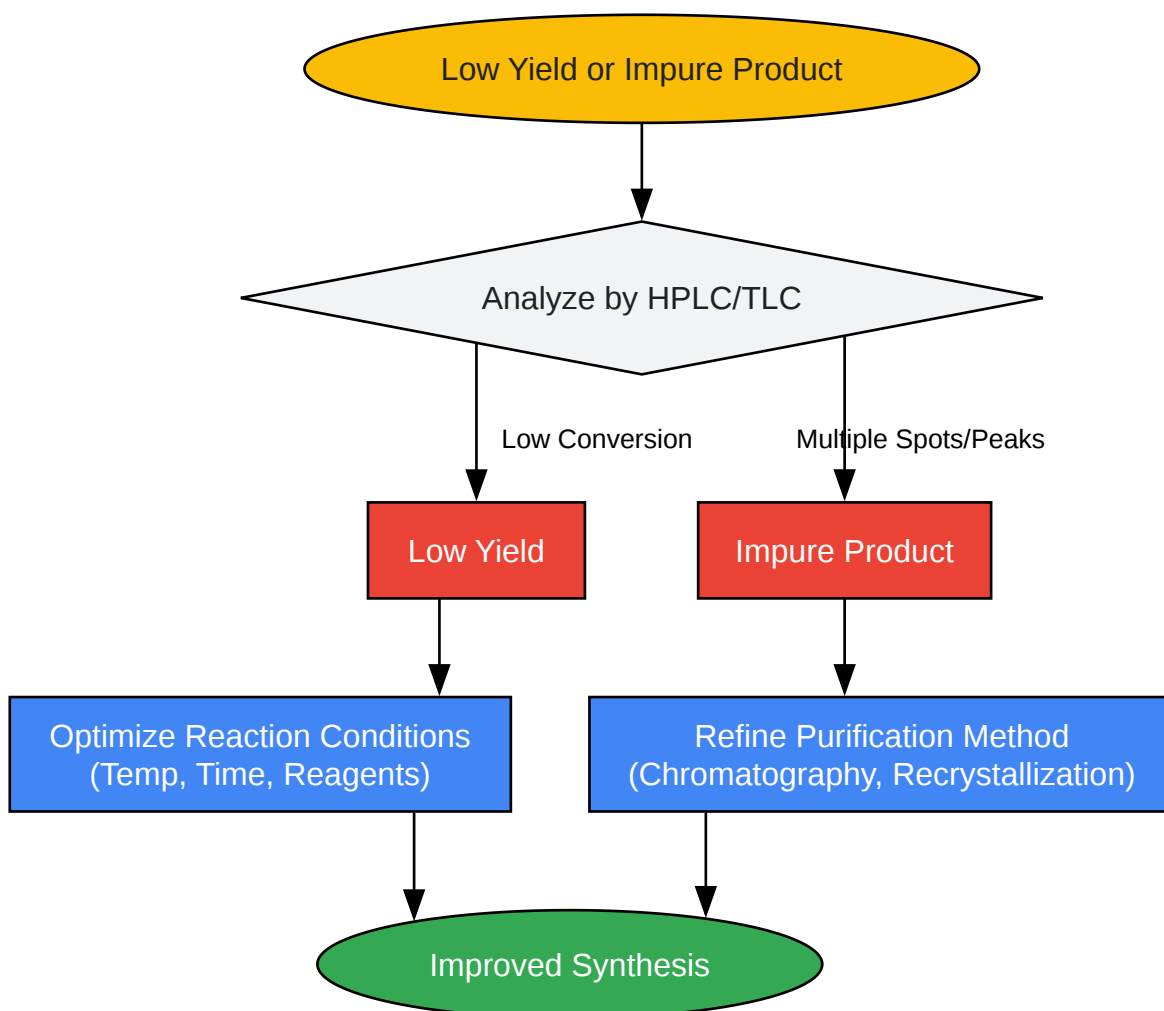 Low Yield or Impure Product
Analyze by HPLC/TLC
Low Conversion
Multiple Spots/Peaks
Low Yield
Impure Product
Optimize Reaction Conditions
(Temp, Time, Reagents)
Refine Purification Method
(Chromatography, Recrystallization)
Improved Synthesis